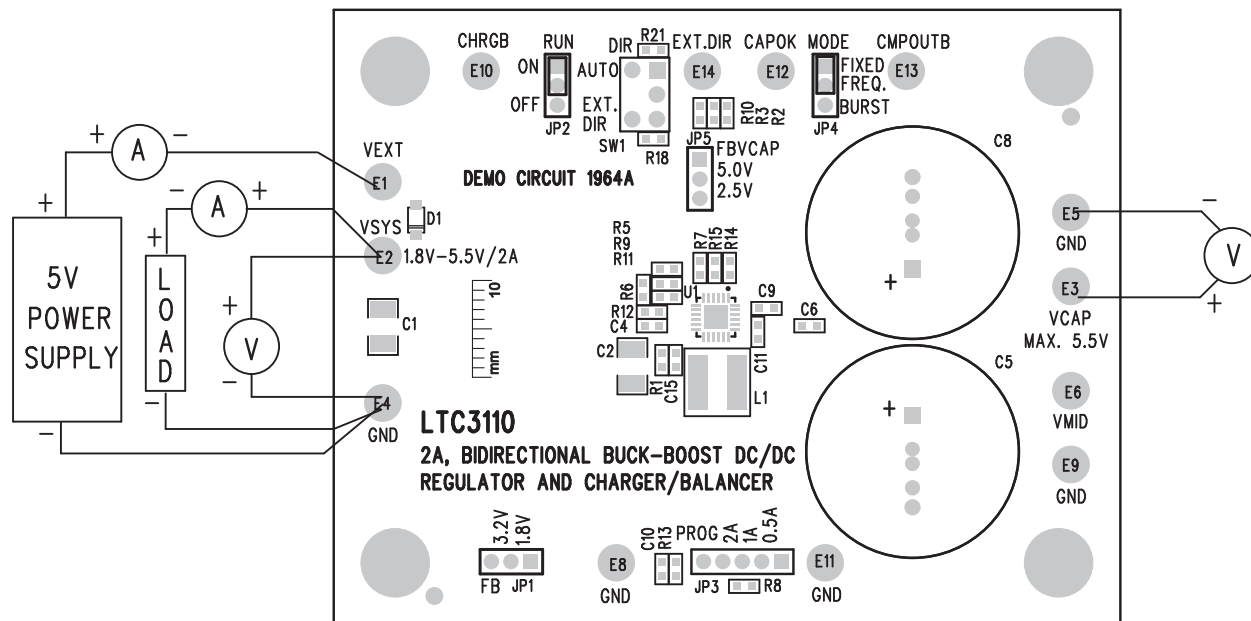 CHRGB
E10
RUN
ON
OFF
JP2
DIR
R21
AUTO
EXT.
DIR
SW1
R18
EXT.DIR
E14
CAPOK
E12
MODE
FIXED
FREQ.
BURST
JP4
CMPOUTB
E13
R10
R3
R2
JP5
FBVCAP
5.0V
2.5V
C8
+
+ A -
VEXT
E1
DEMO CIRCUIT 1964A
- A +
VSYS
D1
E2
1.8V-5.5V/2A
+
5V
POWER
SUPPLY
-
+
LOAD
-
+
V
-
C1
10
mm
R5
R9
R11
R7
R15
R14
R6
U1
R12
C4
C9
C6
C11
C2
R1
C15
L1
E5
GND
-
V
+
E3
VCAP
MAX. 5.5V
C5
+
E6
VMID
E9
GND
E4
GND
LTC3110
2A, BIDIRECTIONAL BUCK-BOOST DC/DC
REGULATOR AND CHARGER/BALANCER
3.2V
1.8V
FB
JP1
E8
GND
C10
R13
PROG
2A
1A
0.5A
JP3
R8
E11
GND